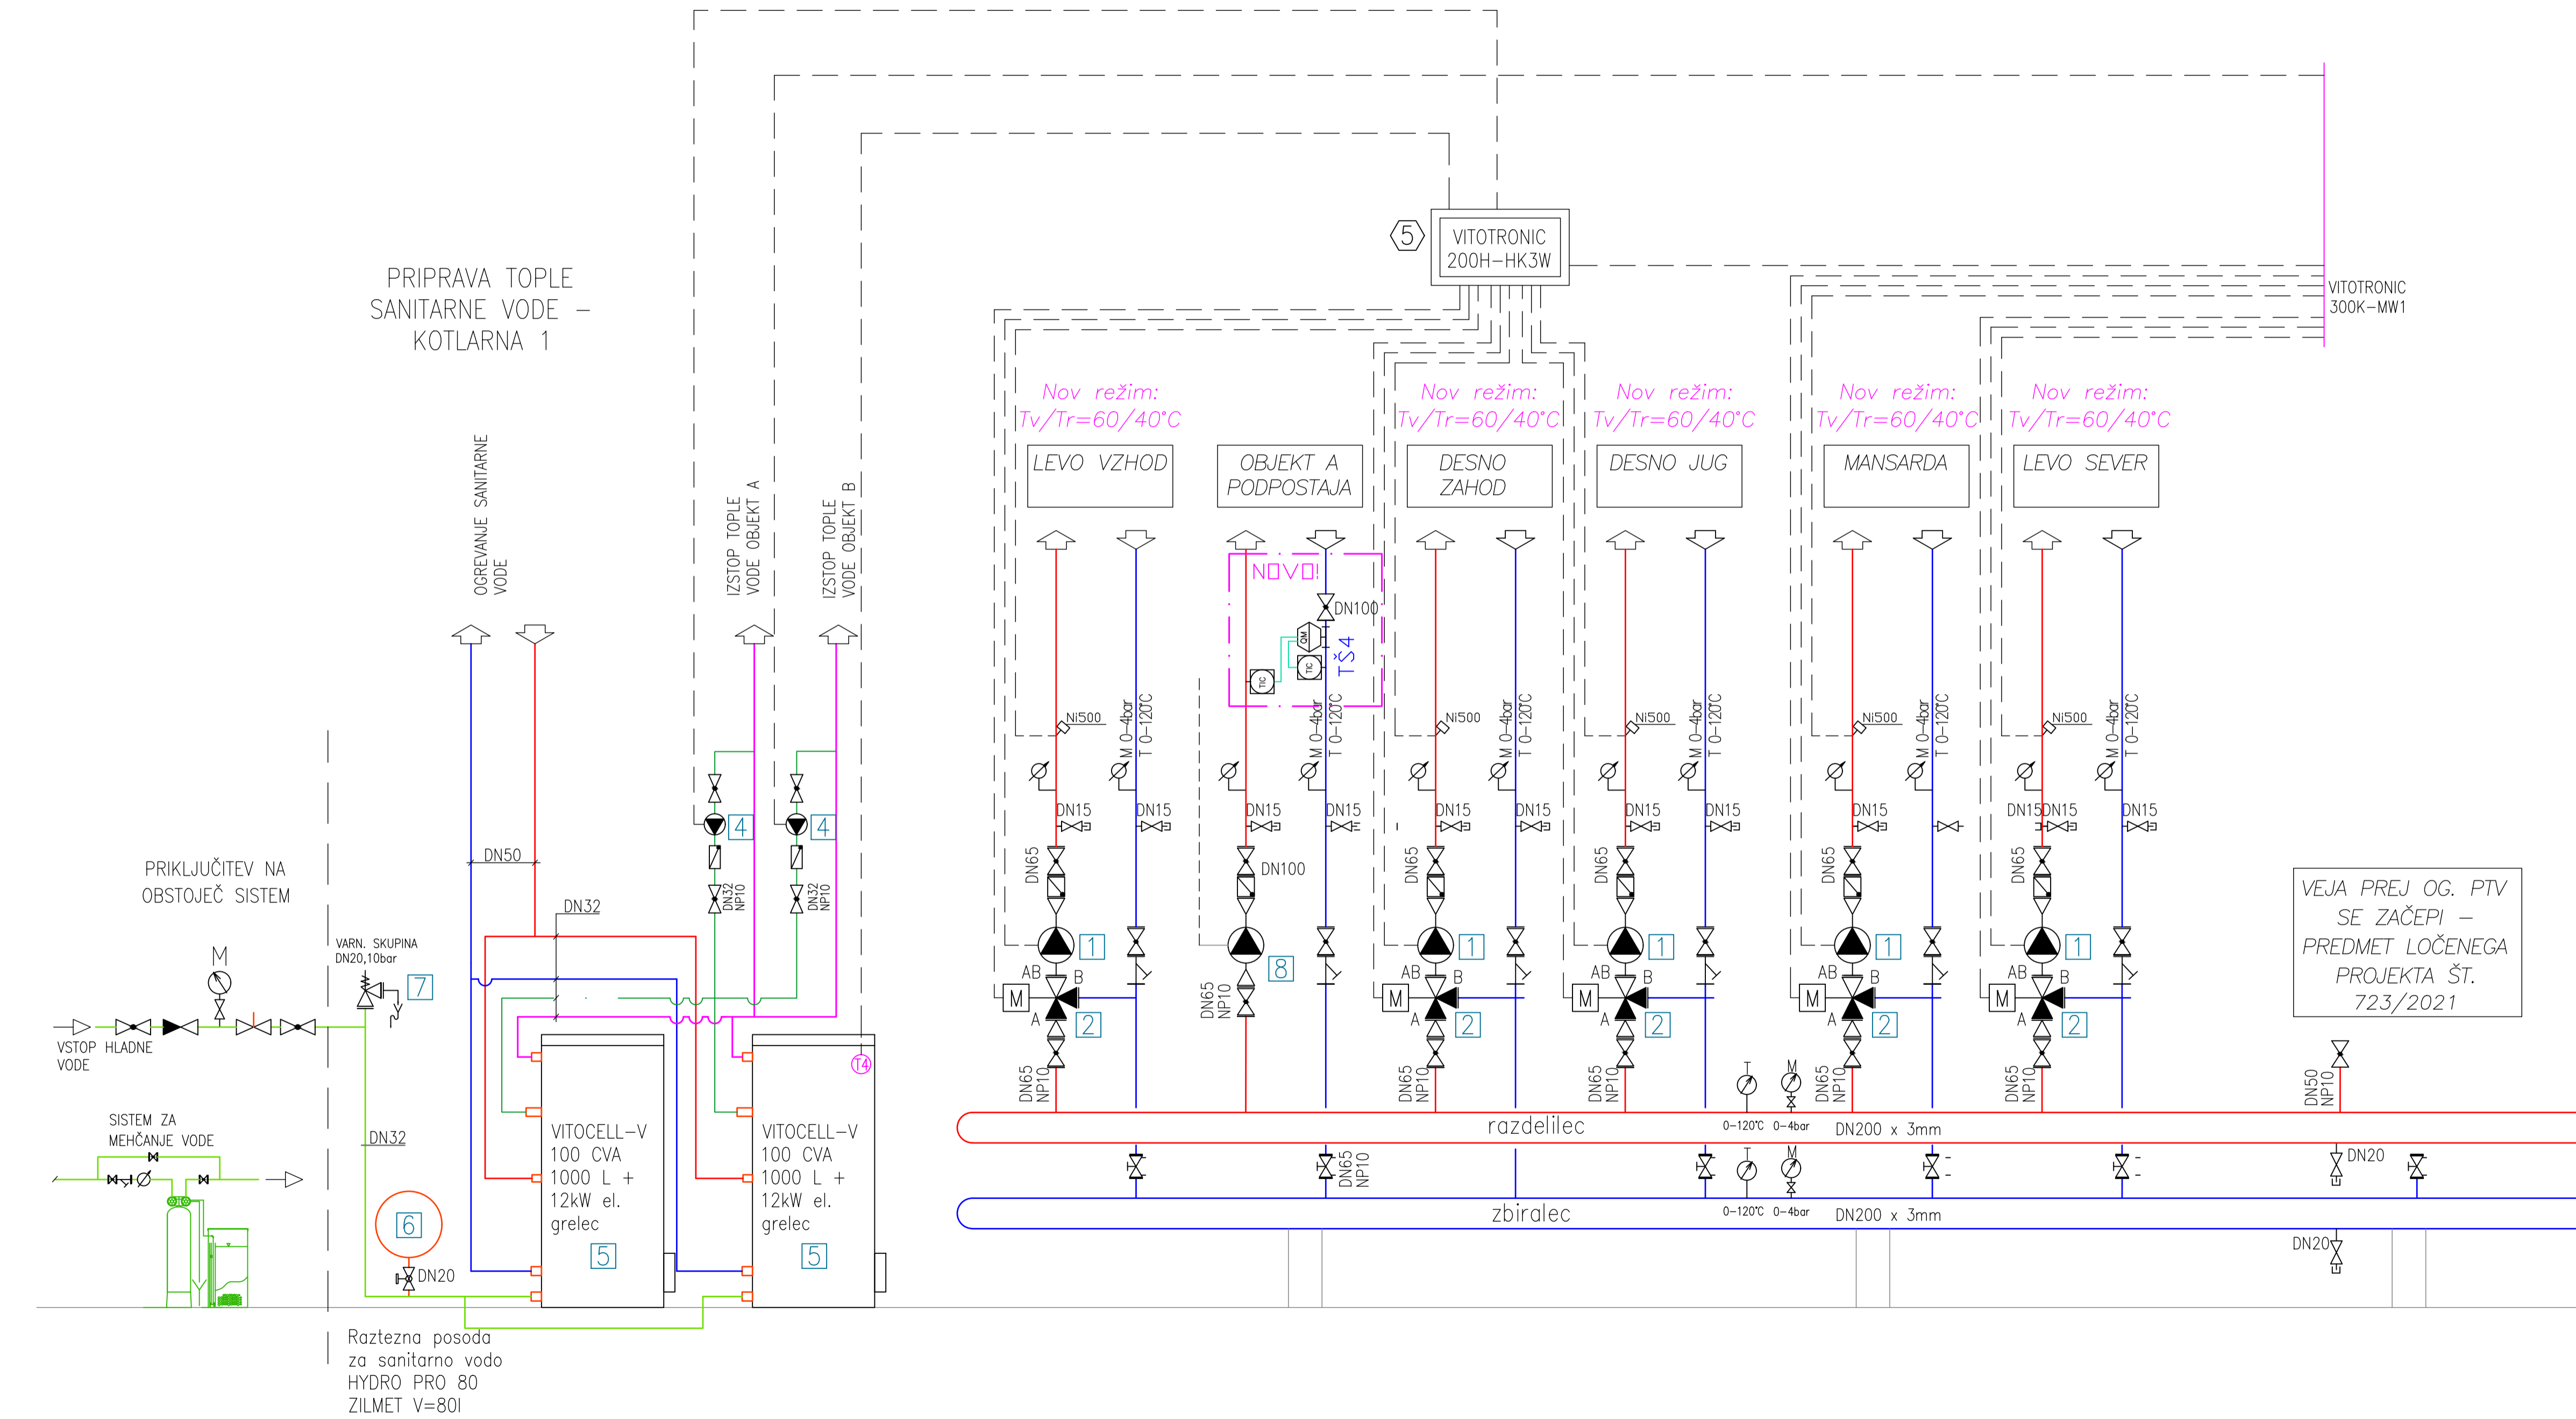 PRIPRAVA TOPLE
SANITARNE VODE –
KOTLARNA 1
5
VITOTRONIC
200H–HK3W
VITOTRONIC
300K–MW1
Nov režim:
Tv/Tr=60/40°C
Nov režim:
Tv/Tr=60/40°C
Nov režim:
Tv/Tr=60/40°C
Nov režim:
Tv/Tr=60/40°C
Nov režim:
Tv/Tr=60/40°C
LEVO VZHOD
OBJEKT A
PODPOSTAJA
DESNO
ZAHOD
DESNO JUG
MANSARDA
LEVO SEVER
OGREVANJE SANITARNE
VODE
IZSTOP TOPLE
VODE OBJEKT A
IZSTOP TOPLE
VODE OBJEKT B
NOVO!
DN100
QM
TIC
TIC
TŠ4
Ni500
Ni500
Ni500
Ni500
Ni500
M 0–4bar
T 0–120°C
M 0–4bar
T 0–120°C
M 0–4bar
T 0–120°C
M 0–4bar
T 0–120°C
M 0–4bar
T 0–120°C
M 0–4bar
T 0–120°C
DN15
DN15
DN15
DN15
DN15
DN15
DN15
DN15
DN15
DN15
DN15
DN15
4
4
DN32
NP10
DN32
NP10
DN50
DN32
DN65
DN100
DN65
DN65
DN65
DN65
1
8
1
1
1
1
AB
B
M
A
2
DN65
NP10
DN65
NP10
AB
B
M
A
2
DN65
NP10
AB
B
M
A
2
DN65
NP10
AB
B
M
A
2
DN65
NP10
AB
B
M
A
2
DN65
NP10
PRIKLJUČITEV NA
OBSTOJEČ SISTEM
M
VARN. SKUPINA
DN20,10bar
7
VSTOP HLADNE
VODE
SISTEM ZA
MEHČANJE VODE
DN32
6
DN20
Raztezna posoda
za sanitarno vodo
HYDRO PRO 80
ZILMET V=80l
VITOCELL–V
100 CVA
1000 L +
12kW el.
grelec
5
T4
VITOCELL–V
100 CVA
1000 L +
12kW el.
grelec
5
VEJA PREJ OG. PTV
SE ZAČEPI –
PREDMET LOČENEGA
PROJEKTA ŠT.
723/2021
DN50
NP10
T
M
razdelilec
0–120°C
0–4bar
DN200 x 3mm
DN65
NP10
T
M
DN20
zbiralec
0–120°C
0–4bar
DN200 x 3mm
DN20